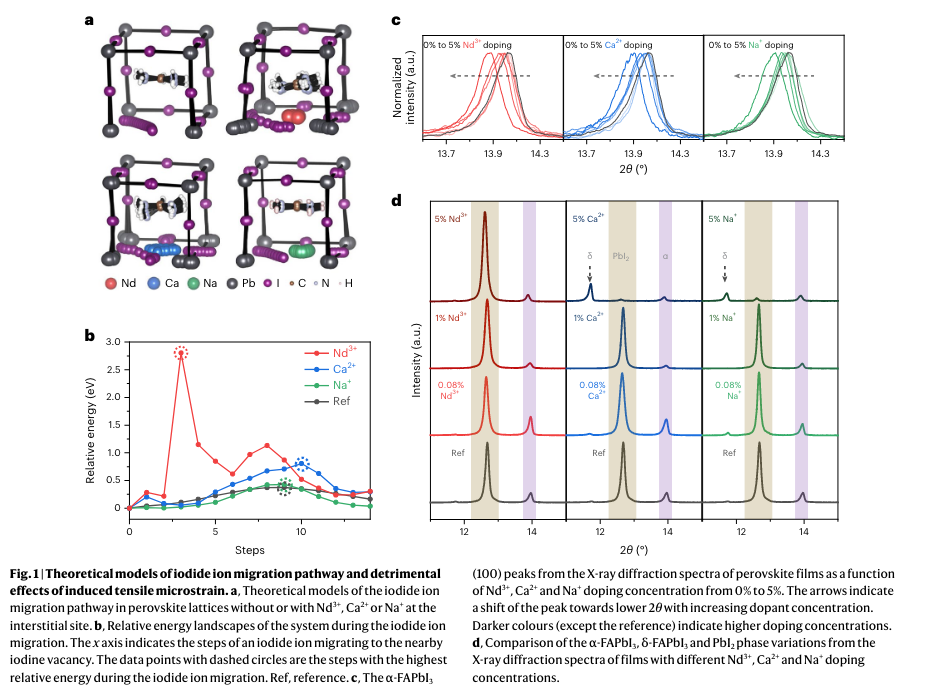 a
Nd Ca Na Pb I C N H
b
3.0
2.5
2.0
1.5
1.0
0.5
0
Relative energy (eV)
Nd³⁺
Ca²⁺
Na⁺
Ref
0 5 10
Steps
c
Normalized
intensity (a.u.)
0% to 5% Nd³⁺ doping
0% to 5% Ca²⁺ doping
0% to 5% Na⁺ doping
13.7 13.9 14.3 13.7 13.9 14.3 13.7 13.9 14.3
2θ (°)
d
Intensity (a.u.)
5% Nd³⁺
1% Nd³⁺
0.08%
Nd³⁺
Ref
5% Ca²⁺
δ PbI₂ α
1% Ca²⁺
0.08%
Ca²⁺
Ref
5% Na⁺
δ
1% Na⁺
0.08%
Na⁺
Ref
12 14 12 14 12 14
2θ (°)
Fig. 1 | Theoretical models of iodide ion migration pathway and detrimental
effects of induced tensile microstrain. a, Theoretical models of the iodide ion
migration pathway in perovskite lattices without or with Nd³⁺, Ca²⁺ or Na⁺ at the
interstitial site. b, Relative energy landscapes of the system during the iodide ion
migration. The x axis indicates the steps of an iodide ion migrating to the nearby
iodine vacancy. The data points with dashed circles are the steps with the highest
relative energy during the iodide ion migration. Ref, reference. c, The α-FAPbI₃
(100) peaks from the X-ray diffraction spectra of perovskite films as a function
of Nd³⁺, Ca²⁺ and Na⁺ doping concentration from 0% to 5%. The arrows indicate
a shift of the peak towards lower 2θ with increasing dopant concentration.
Darker colours (except the reference) indicate higher doping concentrations.
d, Comparison of the α-FAPbI₃, δ-FAPbI₃ and PbI₂ phase variations from the
X-ray diffraction spectra of films with different Nd³⁺, Ca²⁺ and Na⁺ doping
concentrations.